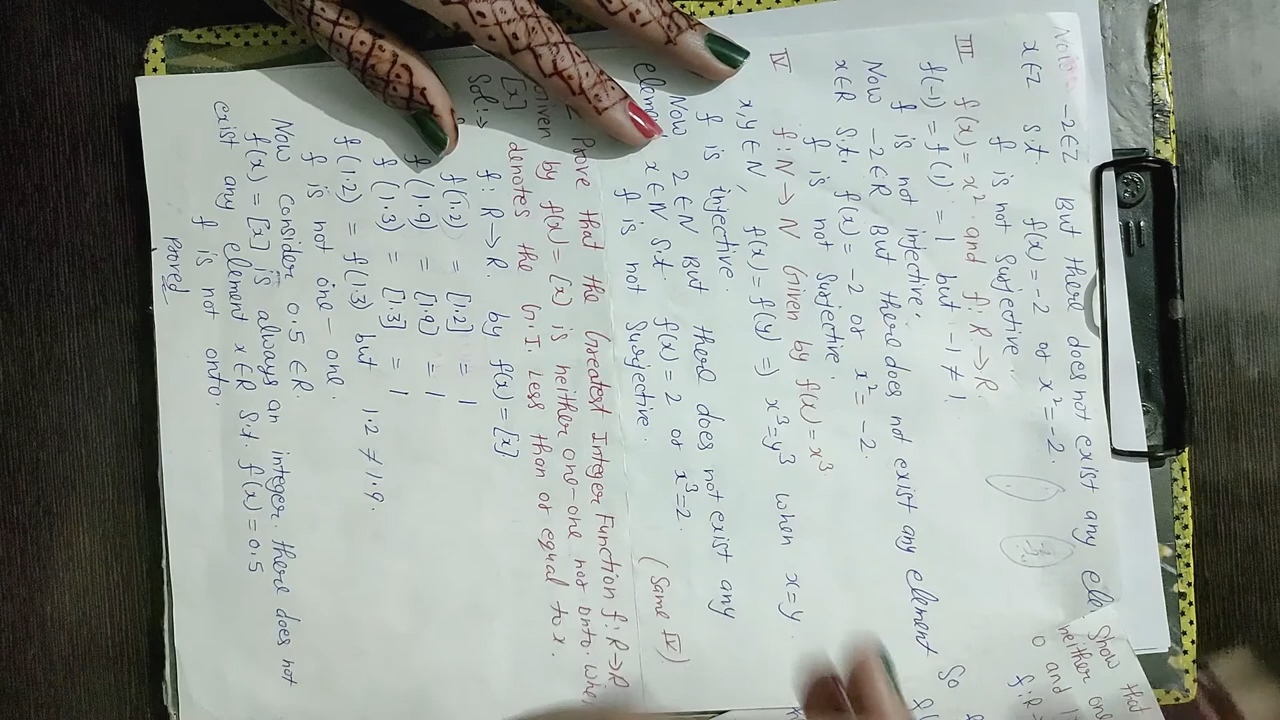 -2∈Z But there does not exist any ele
x∈Z s.t. f(x) = -2 or x² = -2.
f is not Surjective.
III f(x) = x² and f: R → R.
f(-1) = f(1) = 1 but -1 ≠ 1.
f is not injective.
Now -2∈R But there does not exist any element
x∈R s.t. f(x) = -2 or x² = -2.
f is not Surjective.
IV f: N → N Given by f(x) = x³
x, y ∈ N, f(x) = f(y) => x³ = y³ when x = y.
f is injective.
Now 2∈N But there does not exist any
eleme x∈N S.t. f(x) = 2 or x³ = 2.
f is not Surjective. (Same IV)
Prove that the Greatest Integer Function f: R→R
Given by f(x) = [x] is neither one-one nor onto whe
[x] denotes the G.I. Less than or equal to x.
Sol:> f: R → R. by f(x) = [x]
f(1.2) = [1.2] = 1
f(1.9) = [1.9] = 1
f(1.3) = [1.3] = 1
f(1.2) = f(1.3) but 1.2 ≠ 1.9.
f is not one-one.
Now consider 0.5 ∈ R.
f(x) = [x] is always an integer. there does not
exist any element x∈R S.t. f(x) = 0.5
f is not onto.
Proved
Show that
neither one
0 and 1
f: R
So